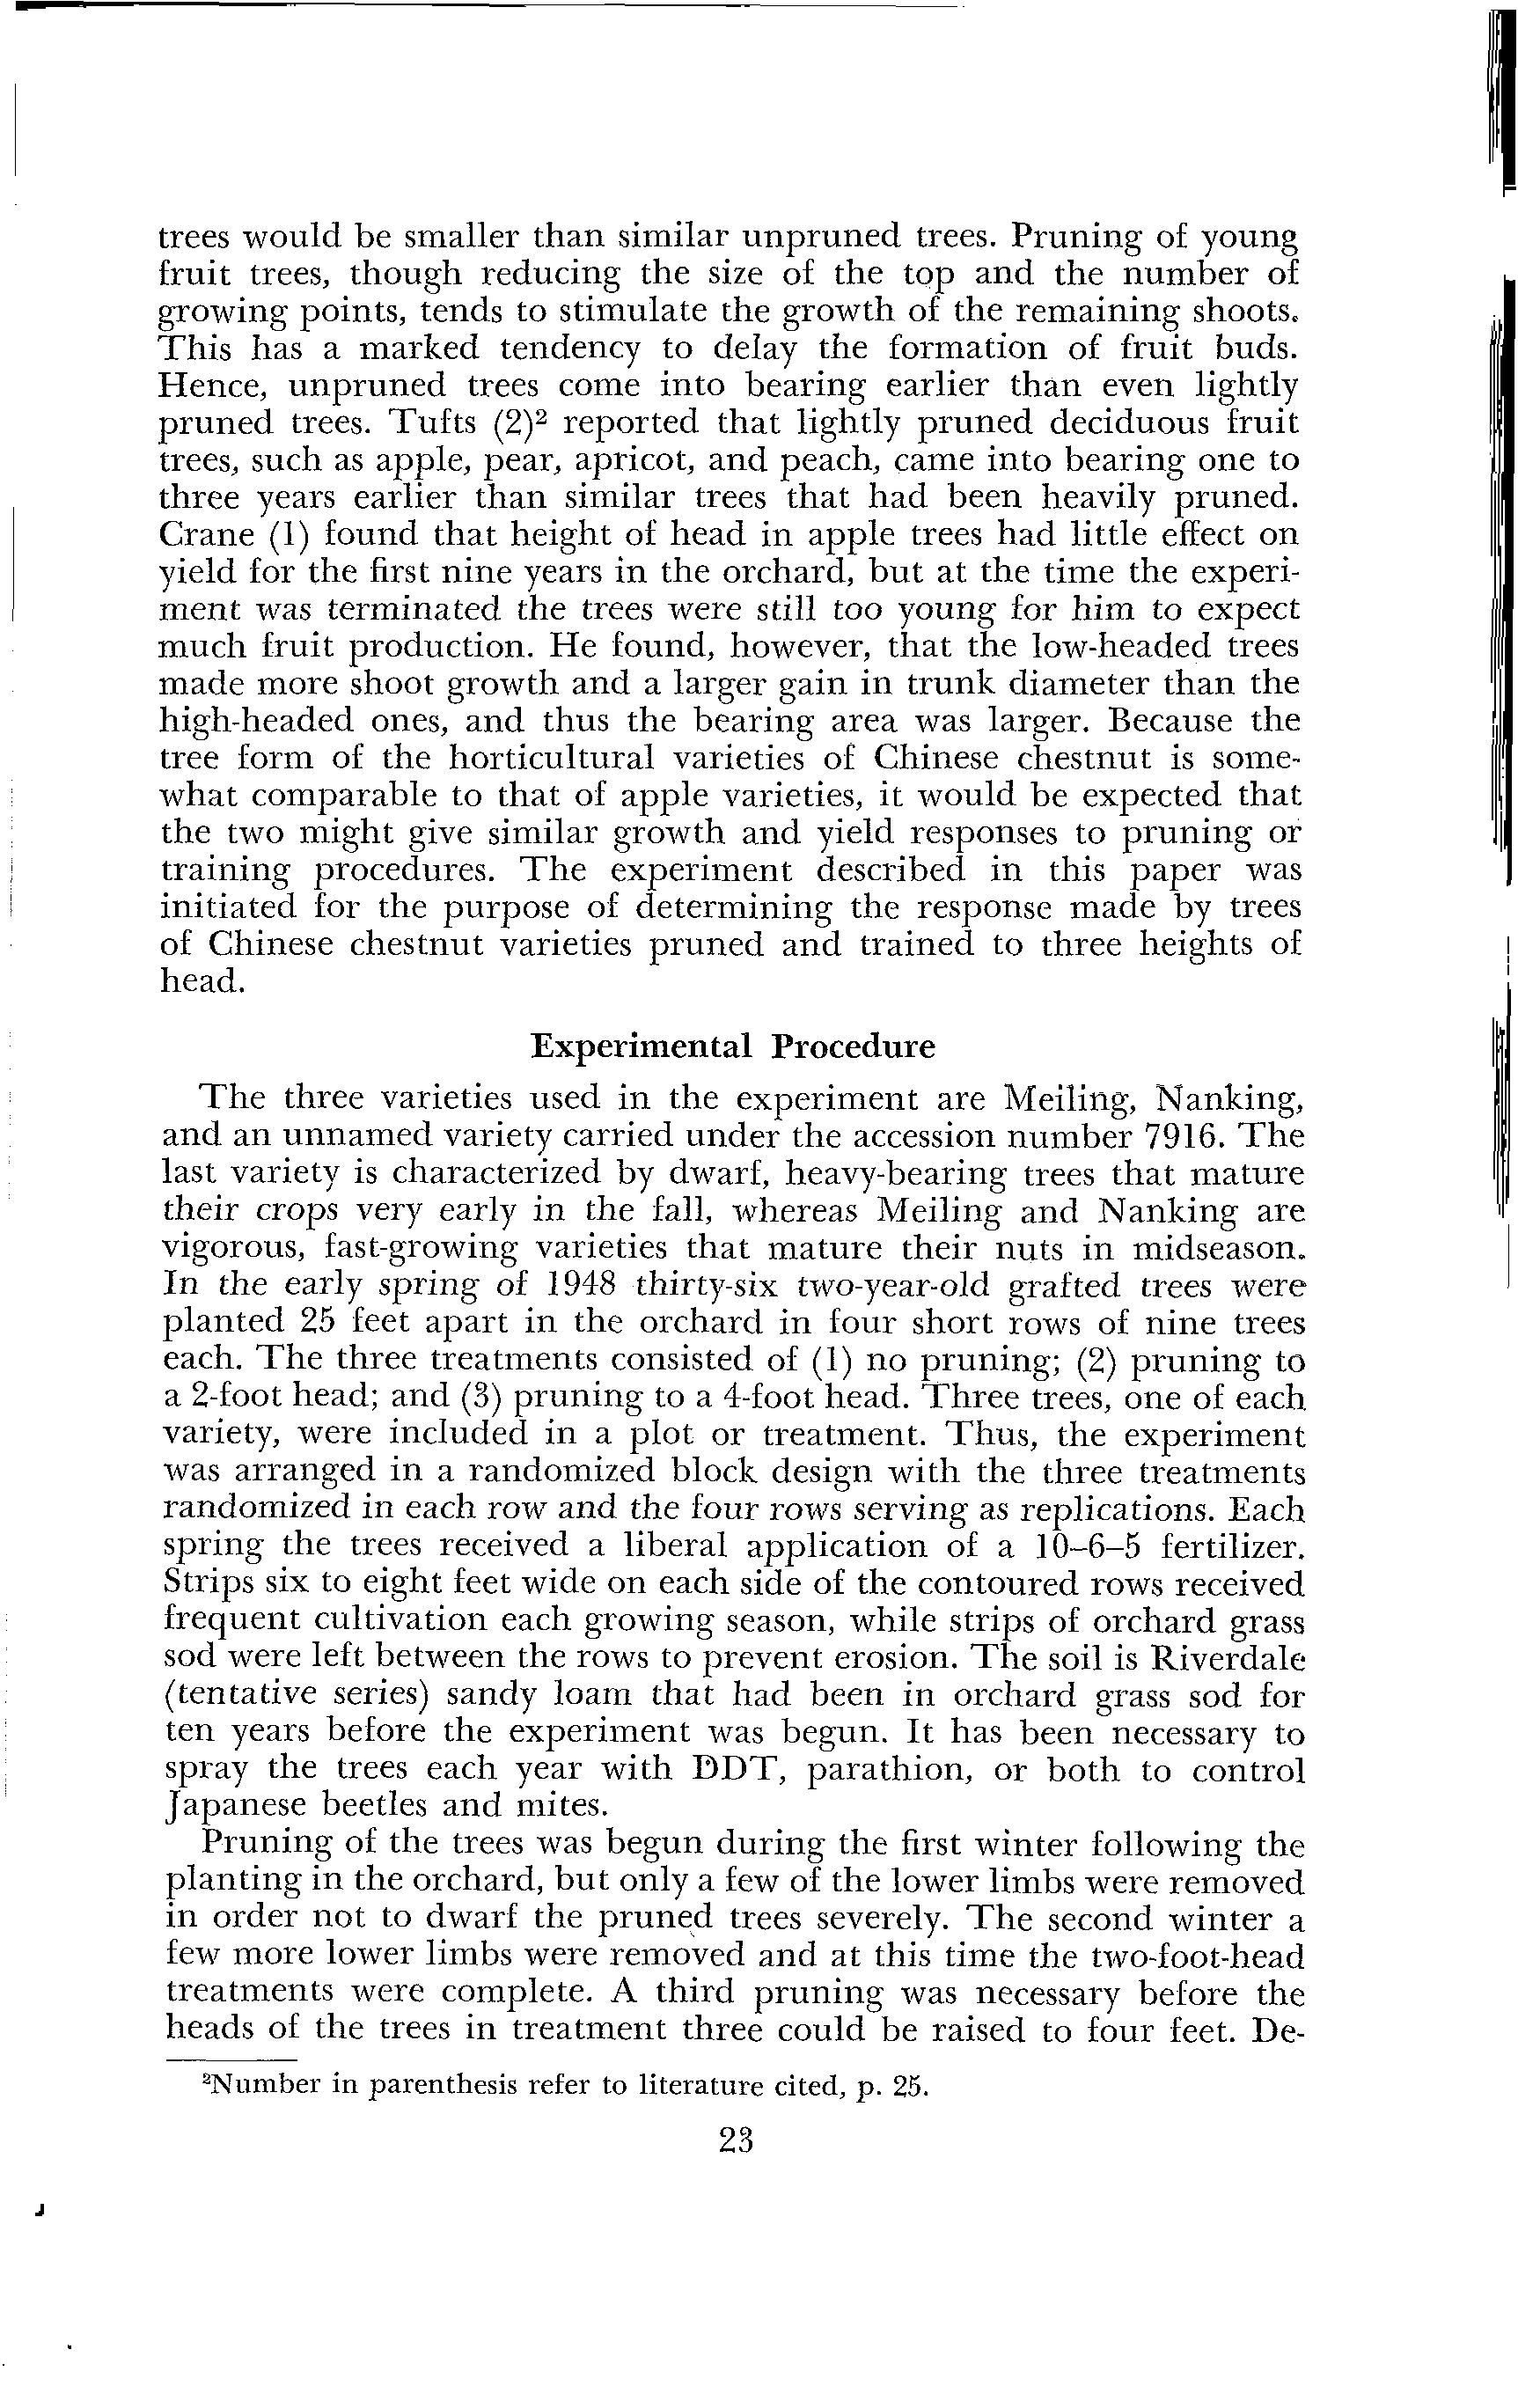 trees would be smaller than similar unpruned trees. Pruning of young
fruit trees, though reducing the size of the top and the number of
growing points, tends to stimulate the growth of the remaining shoots.
This has a marked tendency to delay the formation of fruit buds.
Hence, unpruned trees come into bearing earlier than even lightly
pruned trees. Tufts (2)² reported that lightly pruned deciduous fruit
trees, such as apple, pear, apricot, and peach, came into bearing one to
three years earlier than similar trees that had been heavily pruned.
Crane (1) found that height of head in apple trees had little effect on
yield for the first nine years in the orchard, but at the time the experi-
ment was terminated the trees were still too young for him to expect
much fruit production. He found, however, that the low-headed trees
made more shoot growth and a larger gain in trunk diameter than the
high-headed ones, and thus the bearing area was larger. Because the
tree form of the horticultural varieties of Chinese chestnut is some-
what comparable to that of apple varieties, it would be expected that
the two might give similar growth and yield responses to pruning or
training procedures. The experiment described in this paper was
initiated for the purpose of determining the response made by trees
of Chinese chestnut varieties pruned and trained to three heights of
head.
Experimental Procedure
The three varieties used in the experiment are Meiling, Nanking,
and an unnamed variety carried under the accession number 7916. The
last variety is characterized by dwarf, heavy-bearing trees that mature
their crops very early in the fall, whereas Meiling and Nanking are
vigorous, fast-growing varieties that mature their nuts in midseason.
In the early spring of 1948 thirty-six two-year-old grafted trees were
planted 25 feet apart in the orchard in four short rows of nine trees
each. The three treatments consisted of (1) no pruning; (2) pruning to
a 2-foot head; and (3) pruning to a 4-foot head. Three trees, one of each
variety, were included in a plot or treatment. Thus, the experiment
was arranged in a randomized block design with the three treatments
randomized in each row and the four rows serving as replications. Each
spring the trees received a liberal application of a 10–6–5 fertilizer.
Strips six to eight feet wide on each side of the contoured rows received
frequent cultivation each growing season, while strips of orchard grass
sod were left between the rows to prevent erosion. The soil is Riverdale
(tentative series) sandy loam that had been in orchard grass sod for
ten years before the experiment was begun. It has been necessary to
spray the trees each year with DDT, parathion, or both to control
Japanese beetles and mites.
Pruning of the trees was begun during the first winter following the
planting in the orchard, but only a few of the lower limbs were removed
in order not to dwarf the pruned trees severely. The second winter a
few more lower limbs were removed and at this time the two-foot-head
treatments were complete. A third pruning was necessary before the
heads of the trees in treatment three could be raised to four feet. De-
²Number in parenthesis refer to literature cited, p. 25.
23